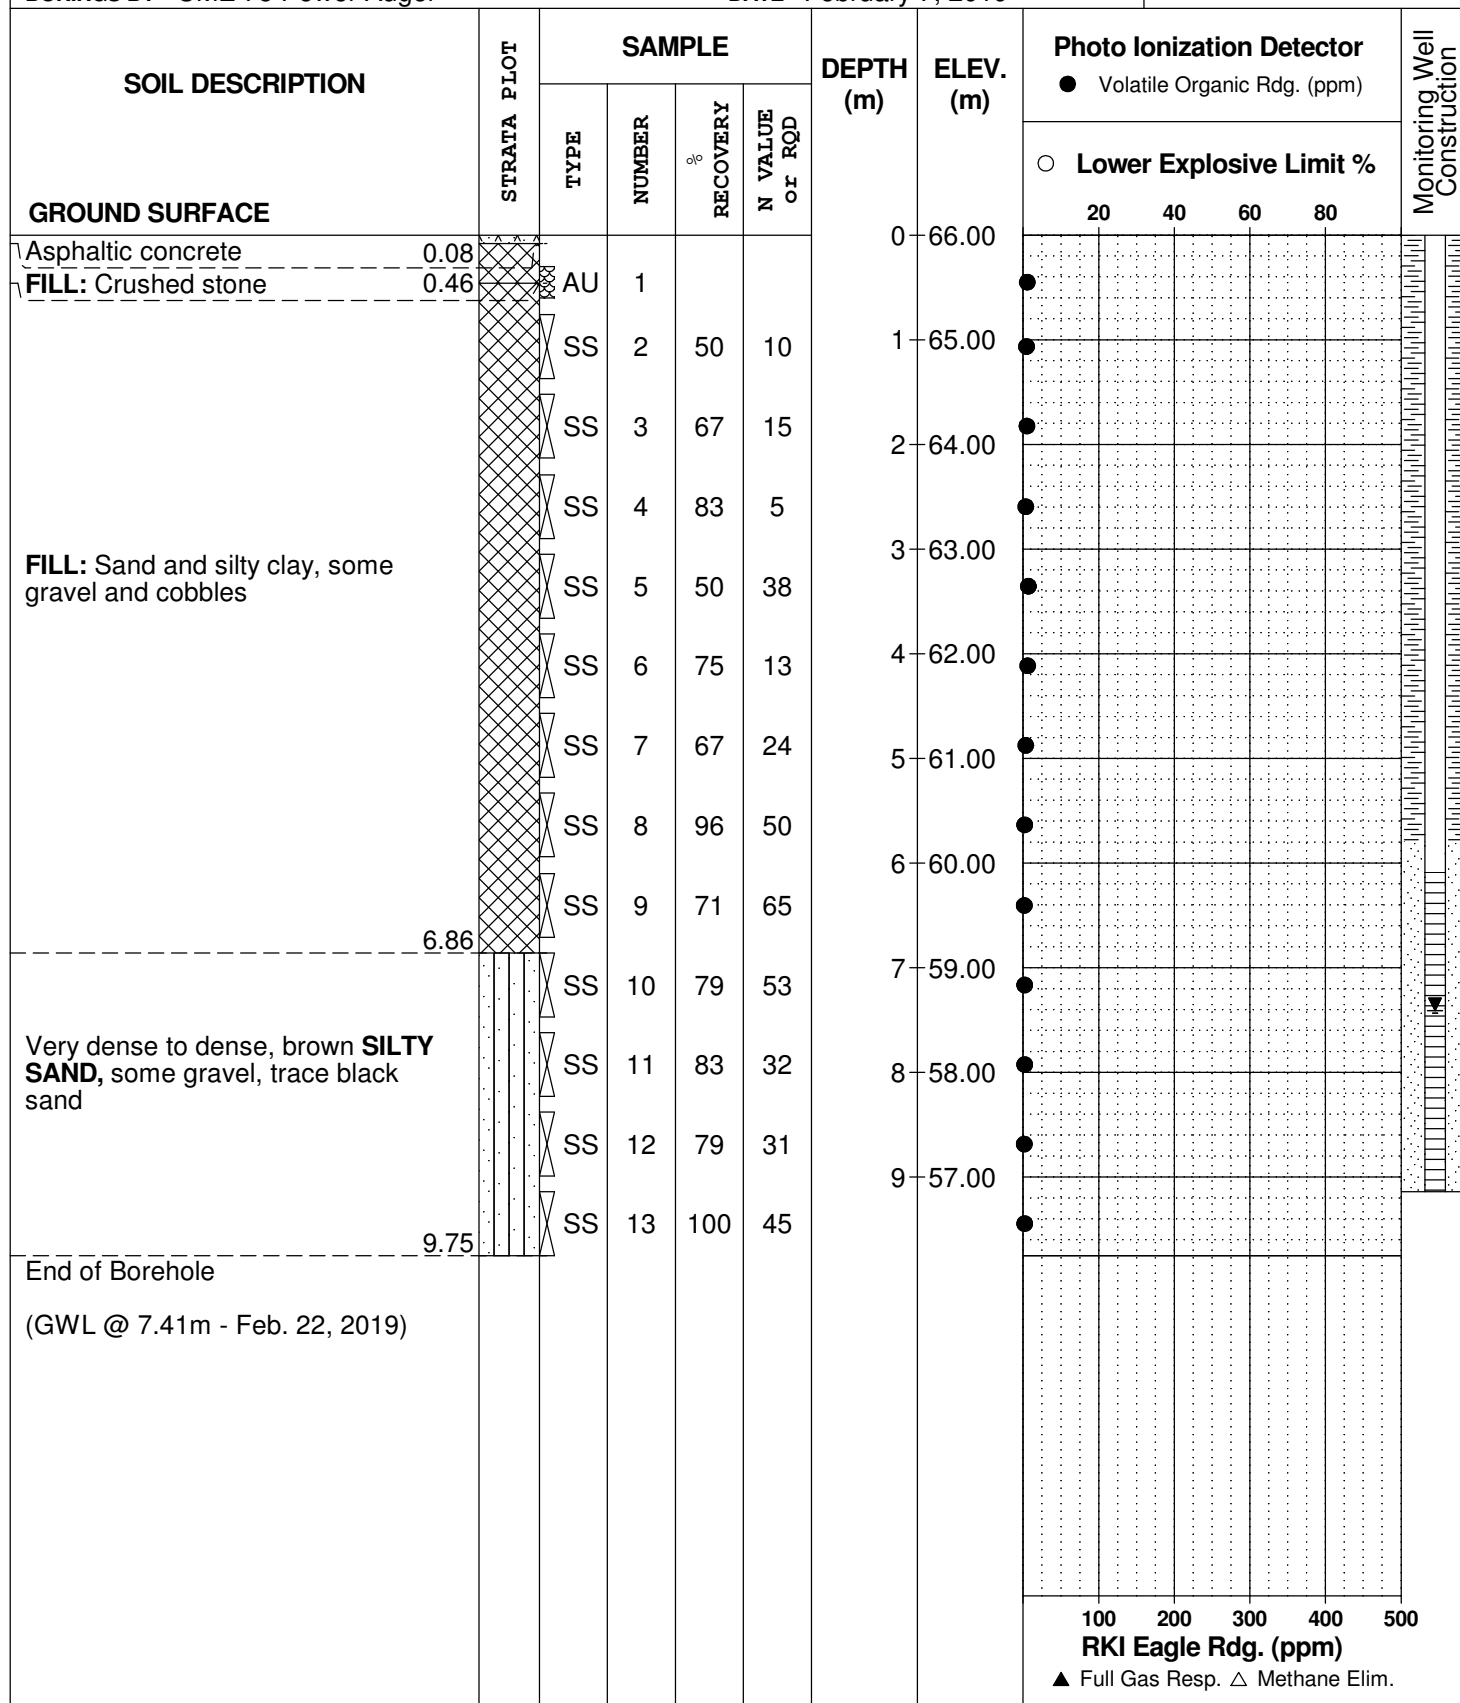 SOIL DESCRIPTION
GROUND SURFACE
STRATA PLOT
SAMPLE
TYPE
NUMBER
% RECOVERY
N VALUE or RQD
DEPTH (m)
ELEV. (m)
Photo Ionization Detector
● Volatile Organic Rdg. (ppm)
○ Lower Explosive Limit %
20 40 60 80
Monitoring Well Construction
0 66.00
Asphaltic concrete 0.08
FILL: Crushed stone 0.46
AU 1
SS 2 50 10
1 65.00
SS 3 67 15
2 64.00
SS 4 83 5
3 63.00
FILL: Sand and silty clay, some
gravel and cobbles
SS 5 50 38
4 62.00
SS 6 75 13
SS 7 67 24
5 61.00
SS 8 96 50
6 60.00
SS 9 71 65
6.86
7 59.00
SS 10 79 53
Very dense to dense, brown SILTY
SAND, some gravel, trace black
sand
SS 11 83 32
8 58.00
SS 12 79 31
9 57.00
SS 13 100 45
9.75
End of Borehole
(GWL @ 7.41m - Feb. 22, 2019)
100 200 300 400 500
RKI Eagle Rdg. (ppm)
▲ Full Gas Resp. △ Methane Elim.